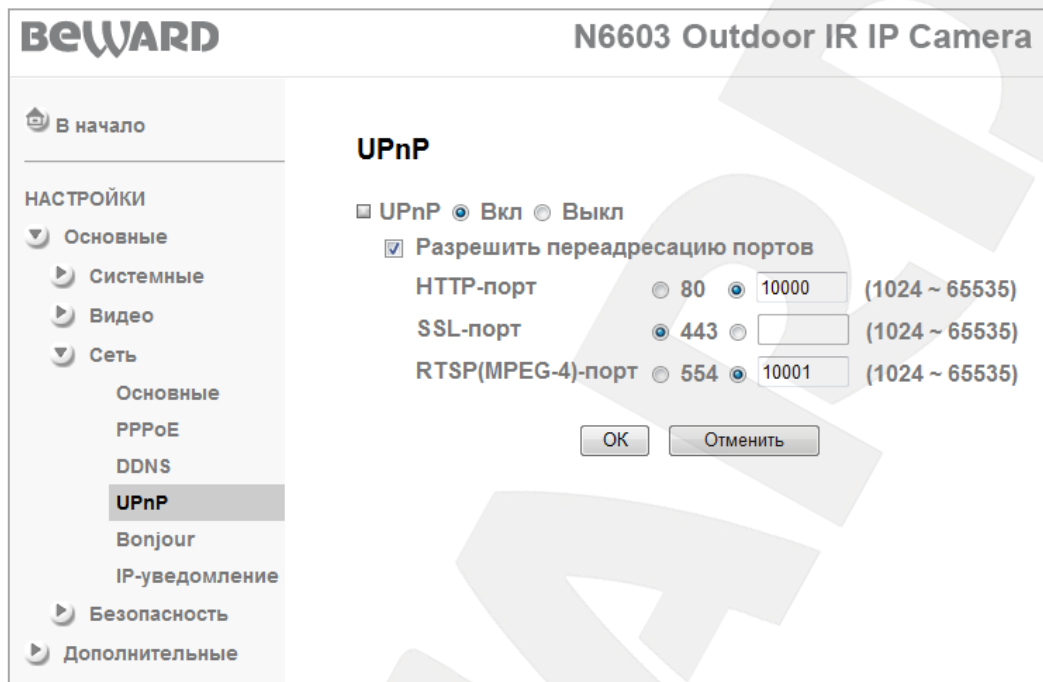 BEWARD
N6603 Outdoor IR IP Camera
В начало
НАСТРОЙКИ
Основные
Системные
Видео
Сеть
Основные
PPPoE
DDNS
UPnP
Bonjour
IP-уведомление
Безопасность
Дополнительные
UPnP
UPnP Вкл Выкл
Разрешить переадресацию портов
HTTP-порт 80 10000 (1024 ~ 65535)
SSL-порт 443 (1024 ~ 65535)
RTSP(MPEG-4)-порт 554 10001 (1024 ~ 65535)
ОК Отменить